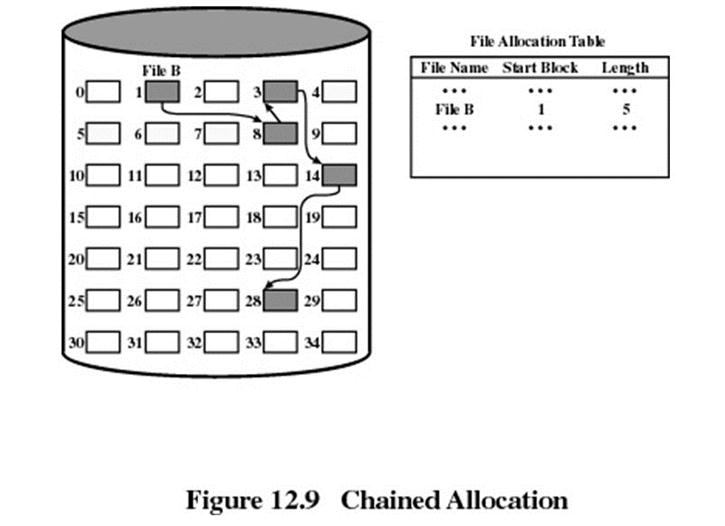 File Allocation Table
File Name Start Block Length
... ... ...
File B 1 5
... ... ...
File B
0 1 2 3 4
5 6 7 8 9
10 11 12 13 14
15 16 17 18 19
20 21 22 23 24
25 26 27 28 29
30 31 32 33 34
Figure 12.9 Chained Allocation